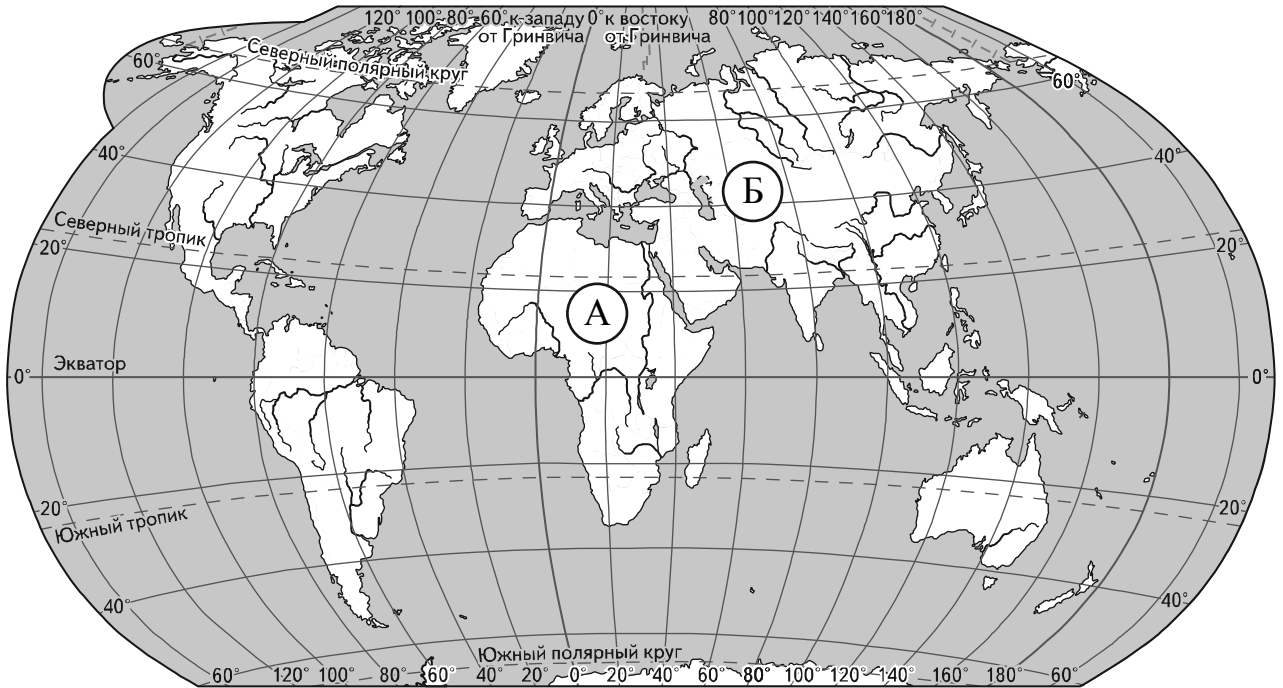 120° 100° 80° 60° к западу 0° к востоку 80° 100° 120° 140° 160° 180°
от Гринвича от Гринвича
Северный полярный круг
60° 60°
40° 40°
Б
Северный тропик
20° 20°
А
Экватор
0° 0°
20° 20°
Южный тропик
40° 40°
Южный полярный круг
60° 120° 100° 80° 60° 40° 20° 0° 20° 40° 60° 80° 100° 120° 140° 160° 180° 60°